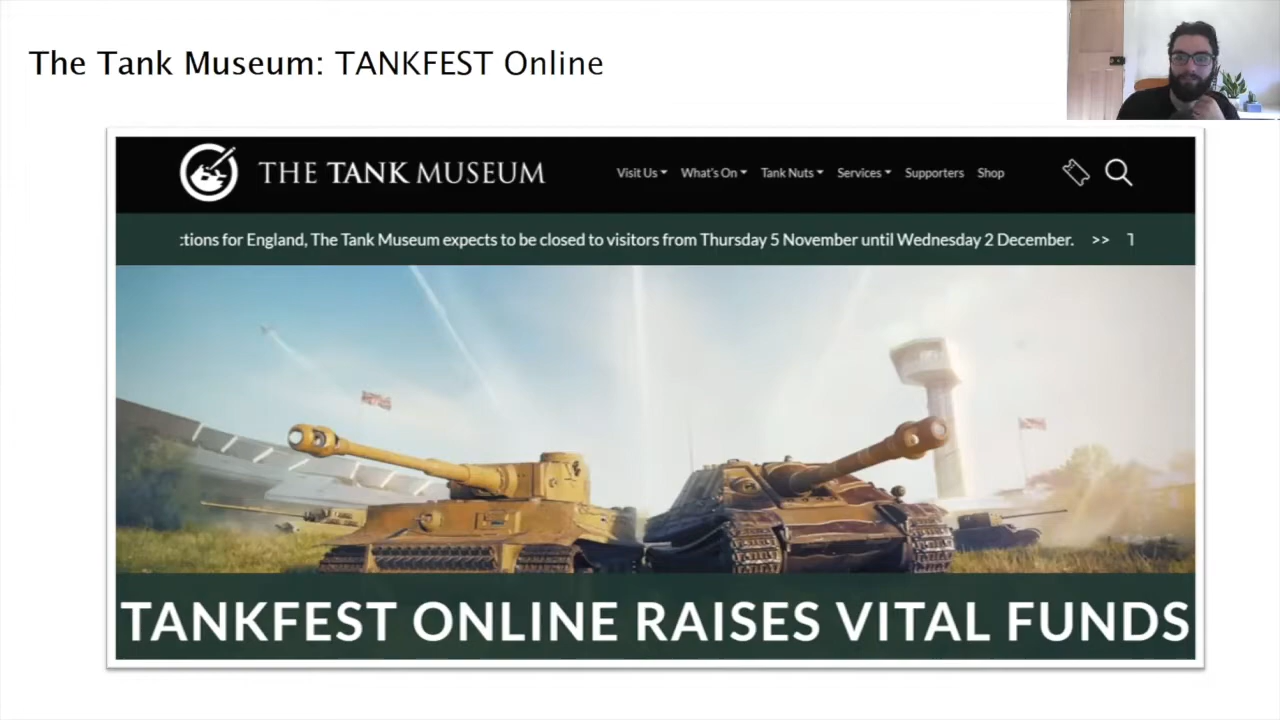 The Tank Museum: TANKFEST Online
THE TANK MUSEUM
Visit Us What's On Tank Nuts Services Supporters Shop
ctions for England, The Tank Museum expects to be closed to visitors from Thursday 5 November until Wednesday 2 December. >> T
TANKFEST ONLINE RAISES VITAL FUNDS